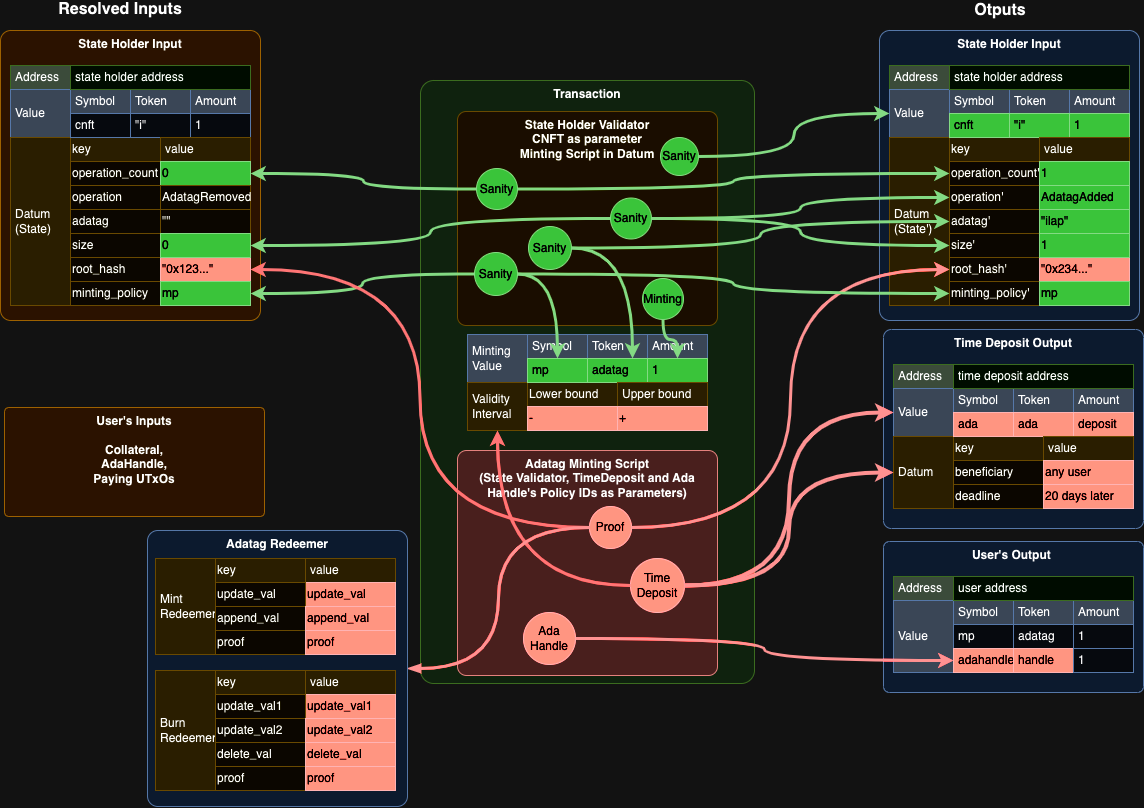 Resolved Inputs
State Holder Input
Address state holder address
Value
Symbol Token Amount
cnft "i" 1
Datum
(State)
key value
operation_count 0
operation AdatagRemoved
adatag ""
size 0
root_hash "0x123..."
minting_policy mp
User's Inputs
Collateral,
AdaHandle,
Paying UTxOs
Adatag Redeemer
Mint
Redeemer
key value
update_val update_val
append_val append_val
proof proof
Burn
Redeemer
key value
update_val1 update_val1
update_val2 update_val2
delete_val delete_val
proof proof
Transaction
State Holder Validator
CNFT as parameter
Minting Script in Datum
Sanity
Sanity
Sanity
Sanity
Sanity
Minting
Minting
Value
Symbol Token Amount
mp adatag 1
Validity
Interval
Lower bound Upper bound
- +
Adatag Minting Script
(State Validator, TimeDeposit and Ada
Handle's Policy IDs as Parameters)
Proof
Time
Deposit
Ada
Handle
Otputs
State Holder Input
Address state holder address
Value
Symbol Token Amount
cnft "i" 1
Datum
(State')
key value
operation_count' 1
operation' AdatagAdded
adatag' "ilap"
size' 1
root_hash' "0x234..."
minting_policy' mp
Time Deposit Output
Address time deposit address
Value
Symbol Token Amount
ada ada deposit
Datum
key value
beneficiary any user
deadline 20 days later
User's Output
Address user address
Value
Symbol Token Amount
mp adatag 1
adahandle handle 1